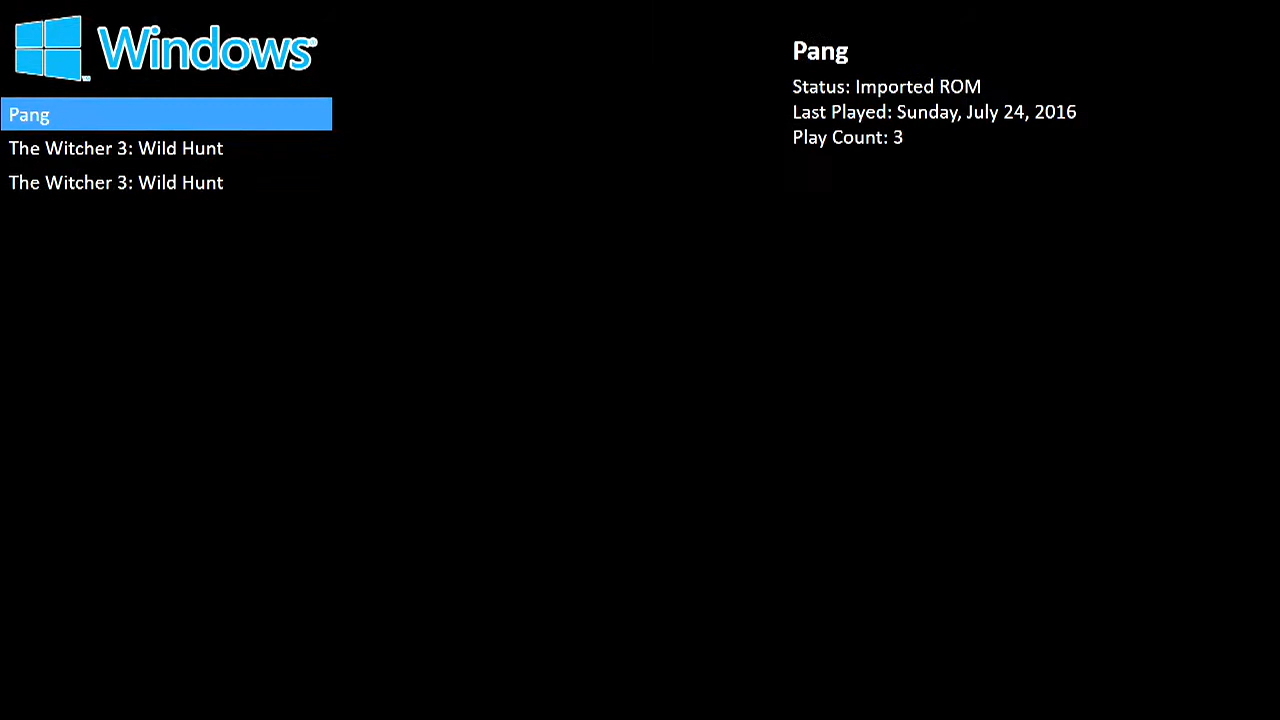 Windows
Pang
The Witcher 3: Wild Hunt
The Witcher 3: Wild Hunt
Pang
Status: Imported ROM
Last Played: Sunday, July 24, 2016
Play Count: 3